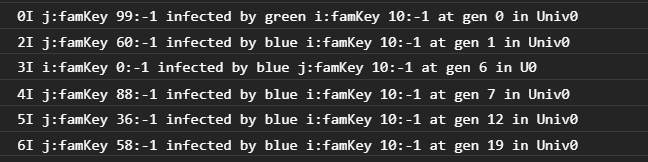 0I j:famKey 99:-1 infected by green i:famKey 10:-1 at gen 0 in Univ0
2I j:famKey 60:-1 infected by blue i:famKey 10:-1 at gen 1 in Univ0
3I i:famKey 0:-1 infected by blue j:famKey 10:-1 at gen 6 in U0
4I j:famKey 88:-1 infected by blue i:famKey 10:-1 at gen 7 in Univ0
5I j:famKey 36:-1 infected by blue i:famKey 10:-1 at gen 12 in Univ0
6I j:famKey 58:-1 infected by blue i:famKey 10:-1 at gen 19 in Univ0